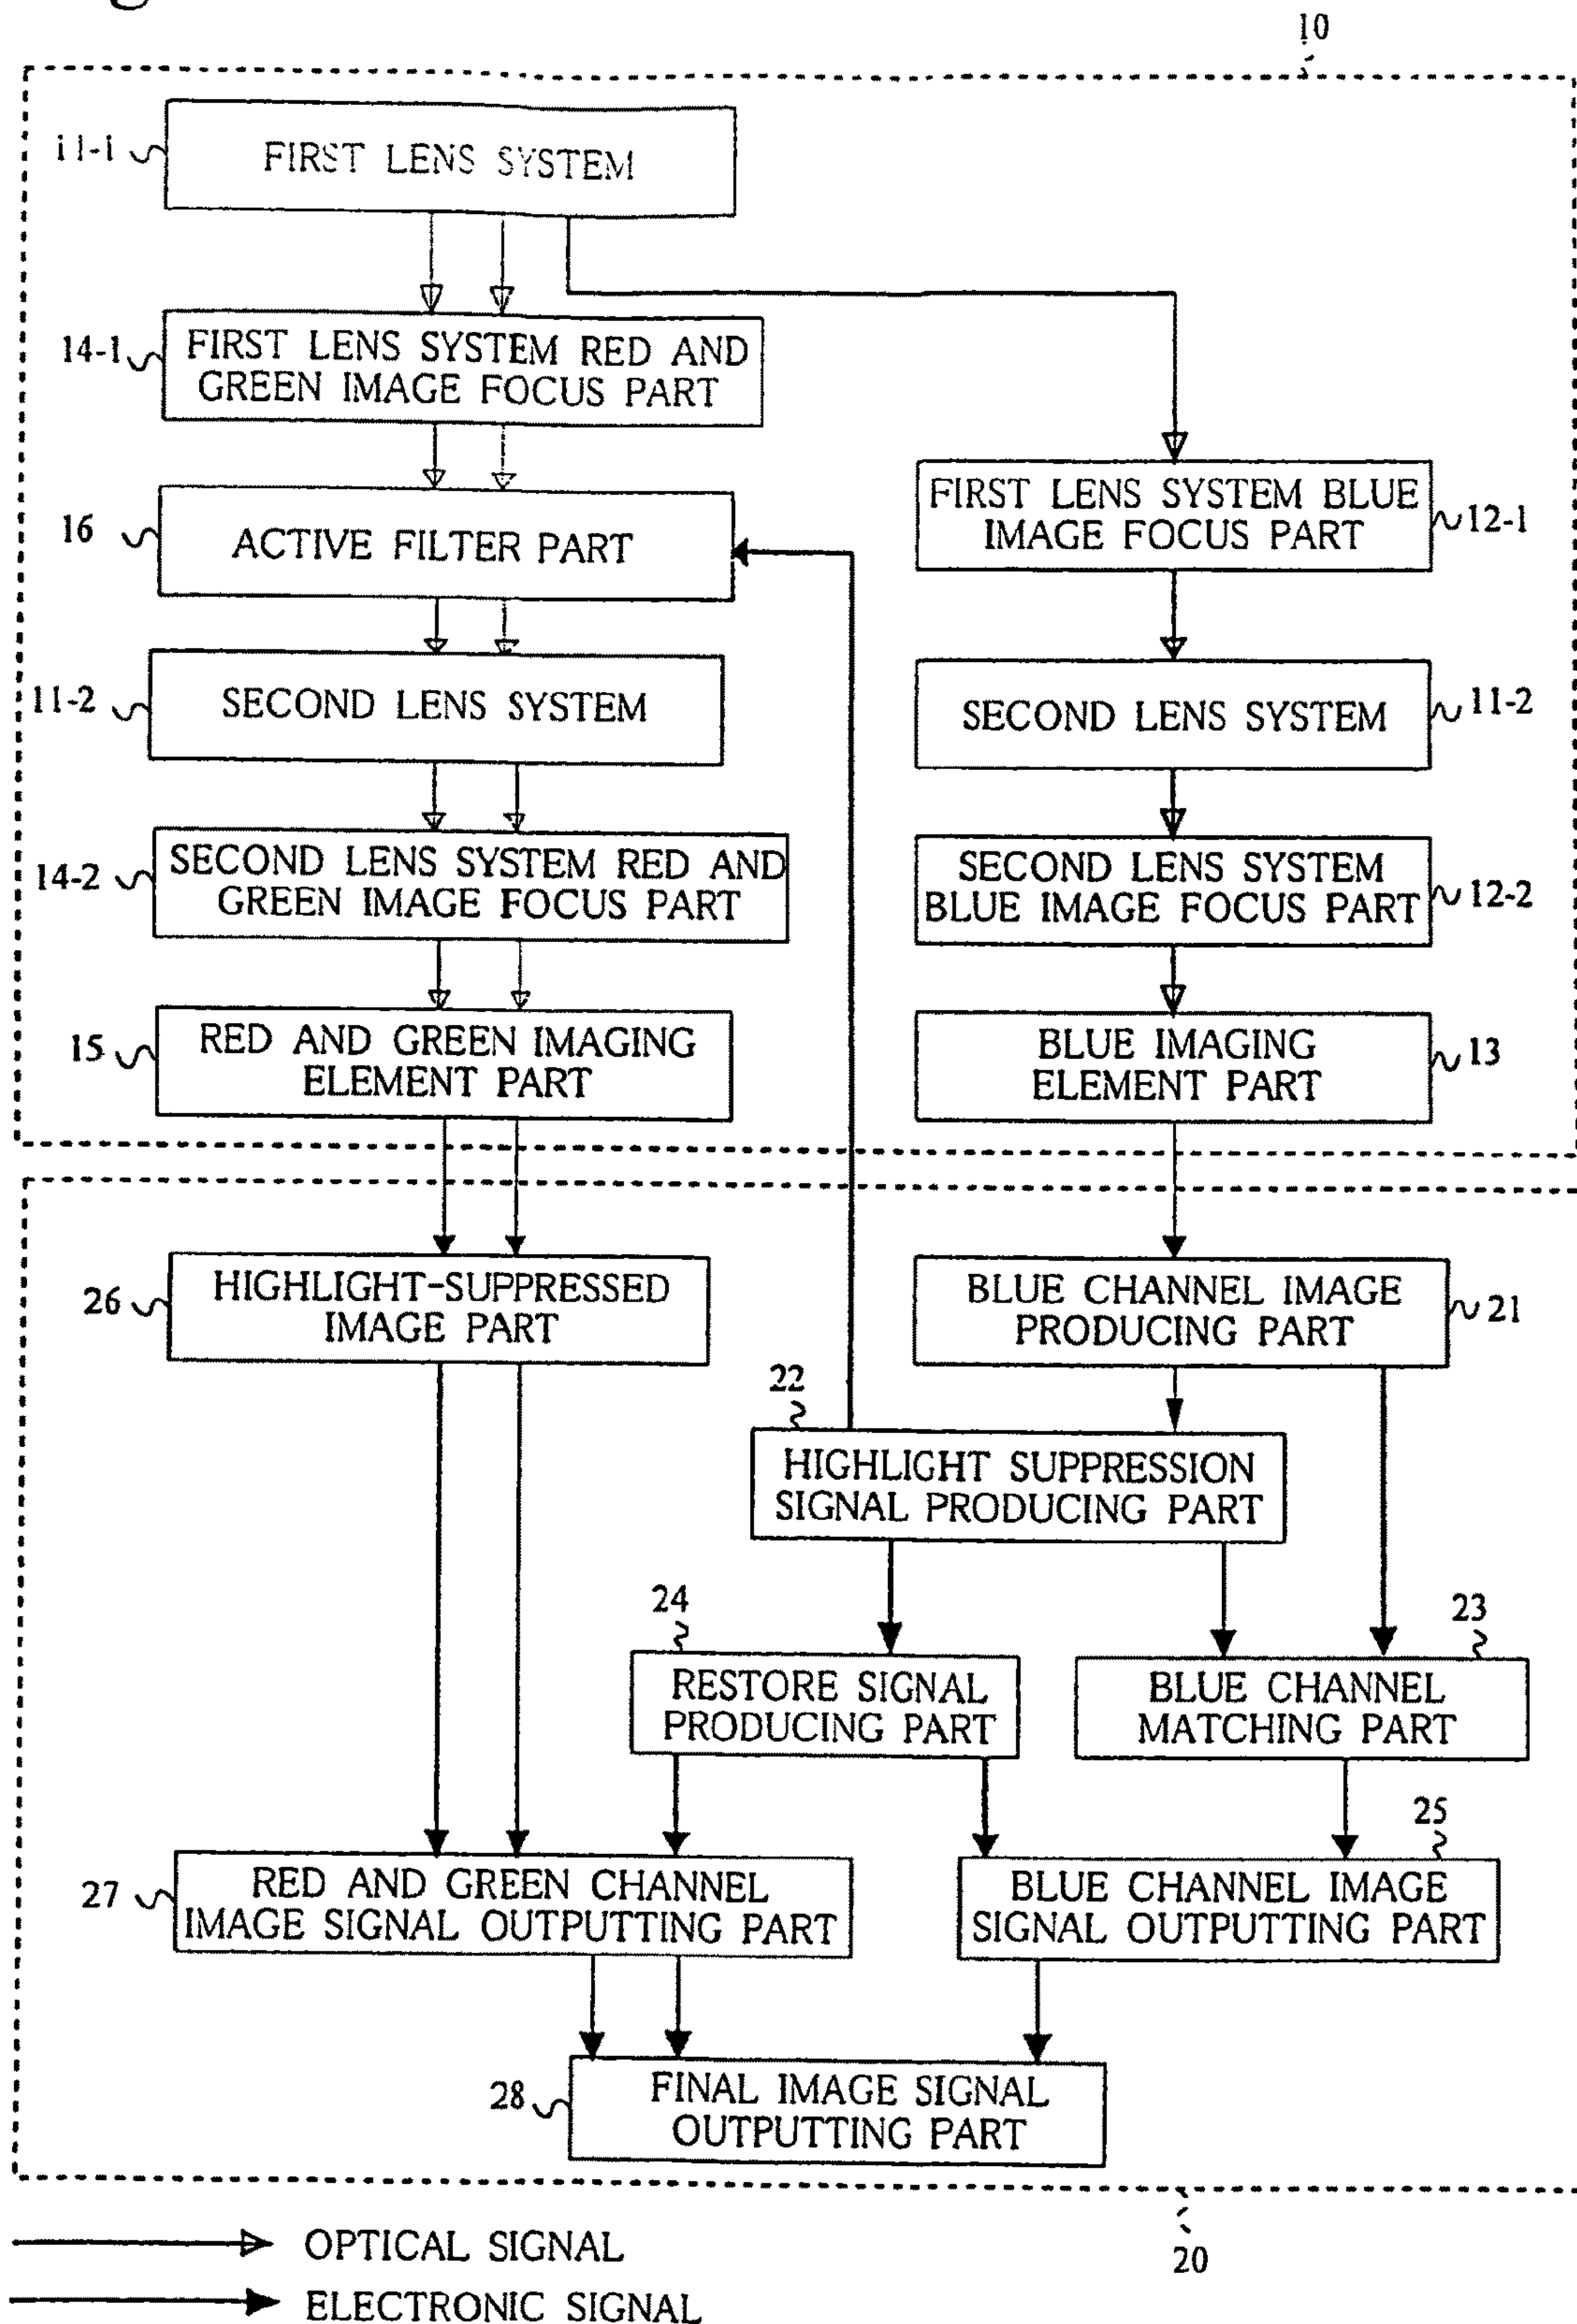 10
11-1
FIRST LENS SYSTEM
14-1
FIRST LENS SYSTEM RED AND
GREEN IMAGE FOCUS PART
16
ACTIVE FILTER PART
FIRST LENS SYSTEM BLUE
IMAGE FOCUS PART
12-1
11-2
SECOND LENS SYSTEM
SECOND LENS SYSTEM
11-2
14-2
SECOND LENS SYSTEM RED AND
GREEN IMAGE FOCUS PART
SECOND LENS SYSTEM
BLUE IMAGE FOCUS PART
12-2
15
RED AND GREEN IMAGING
ELEMENT PART
BLUE IMAGING
ELEMENT PART
13
26
HIGHLIGHT-SUPPRESSED
IMAGE PART
BLUE CHANNEL IMAGE
PRODUCING PART
21
22
HIGHLIGHT SUPPRESSION
SIGNAL PRODUCING PART
24
RESTORE SIGNAL
PRODUCING PART
23
BLUE CHANNEL
MATCHING PART
27
RED AND GREEN CHANNEL
IMAGE SIGNAL OUTPUTTING PART
25
BLUE CHANNEL IMAGE
SIGNAL OUTPUTTING PART
28
FINAL IMAGE SIGNAL
OUTPUTTING PART
20
OPTICAL SIGNAL
ELECTRONIC SIGNAL